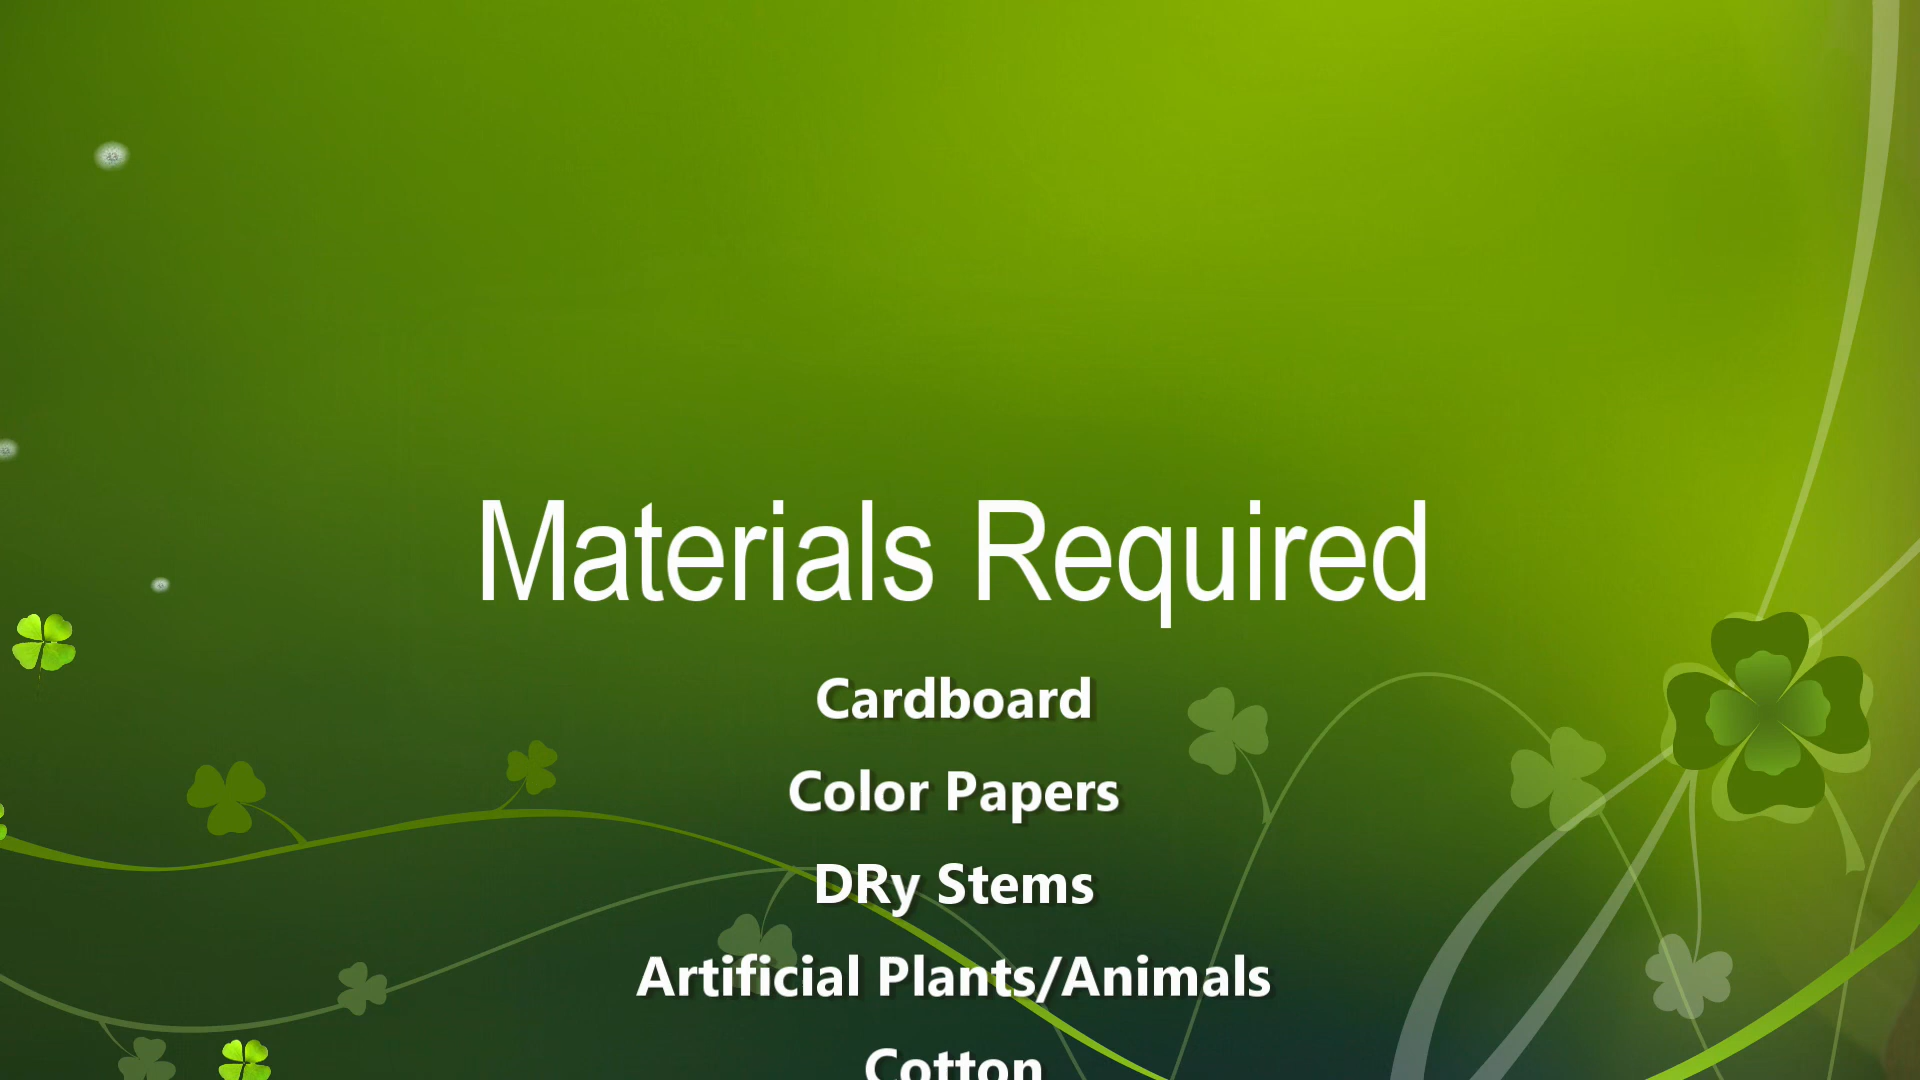 Materials Required
Cardboard
Color Papers
DRy Stems
Artificial Plants/Animals
Cotton